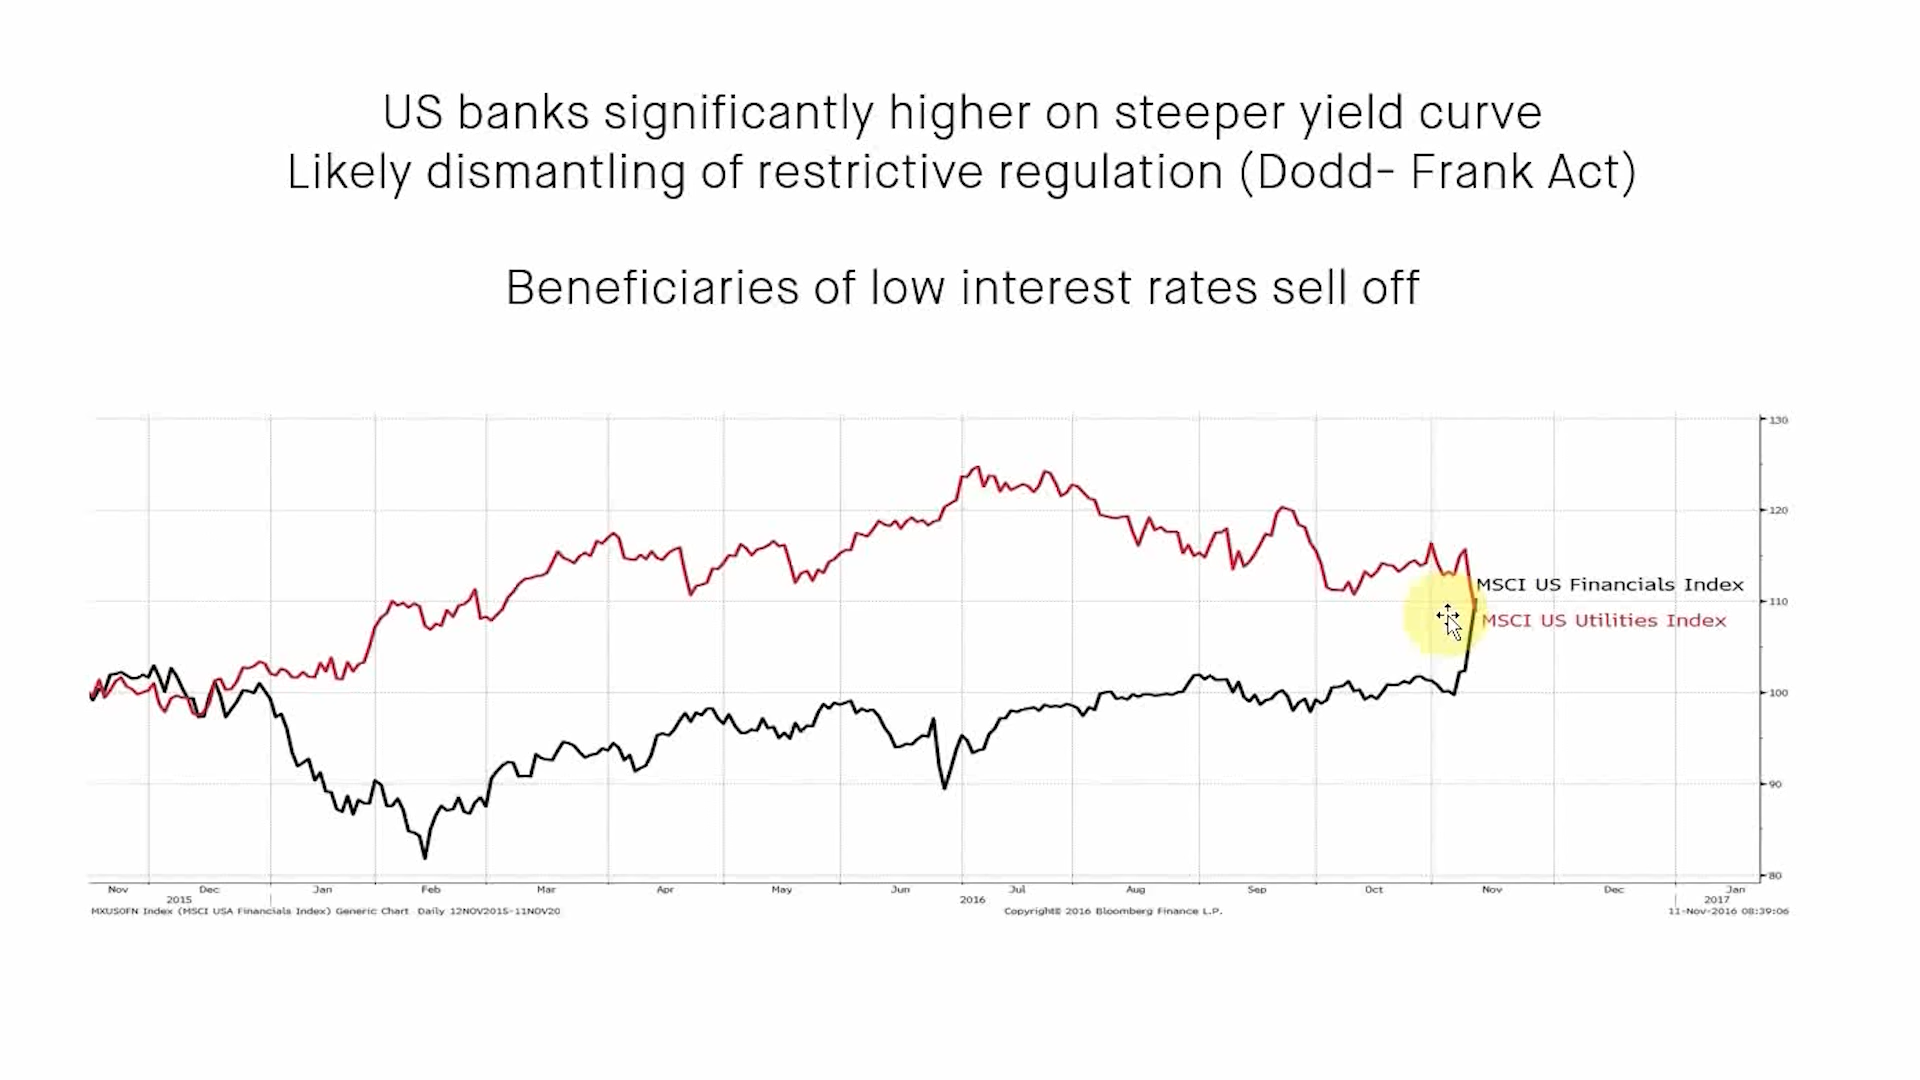 US banks significantly higher on steeper yield curve
Likely dismantling of restrictive regulation (Dodd- Frank Act)
Beneficiaries of low interest rates sell off
130
120
MSCI US Financials Index
110
MSCI US Utilities Index
100
90
80
Nov Dec Jan Feb Mar Apr May Jun Jul Aug Sep Oct Nov Dec Jan
2015 2016 2017
MXUS0FN Index (MSCI USA Financials Index) Generic Chart Daily 12NOV2015-11NOV20 Copyright© 2016 Bloomberg Finance L.P. 11-Nov-2016 08:39:06